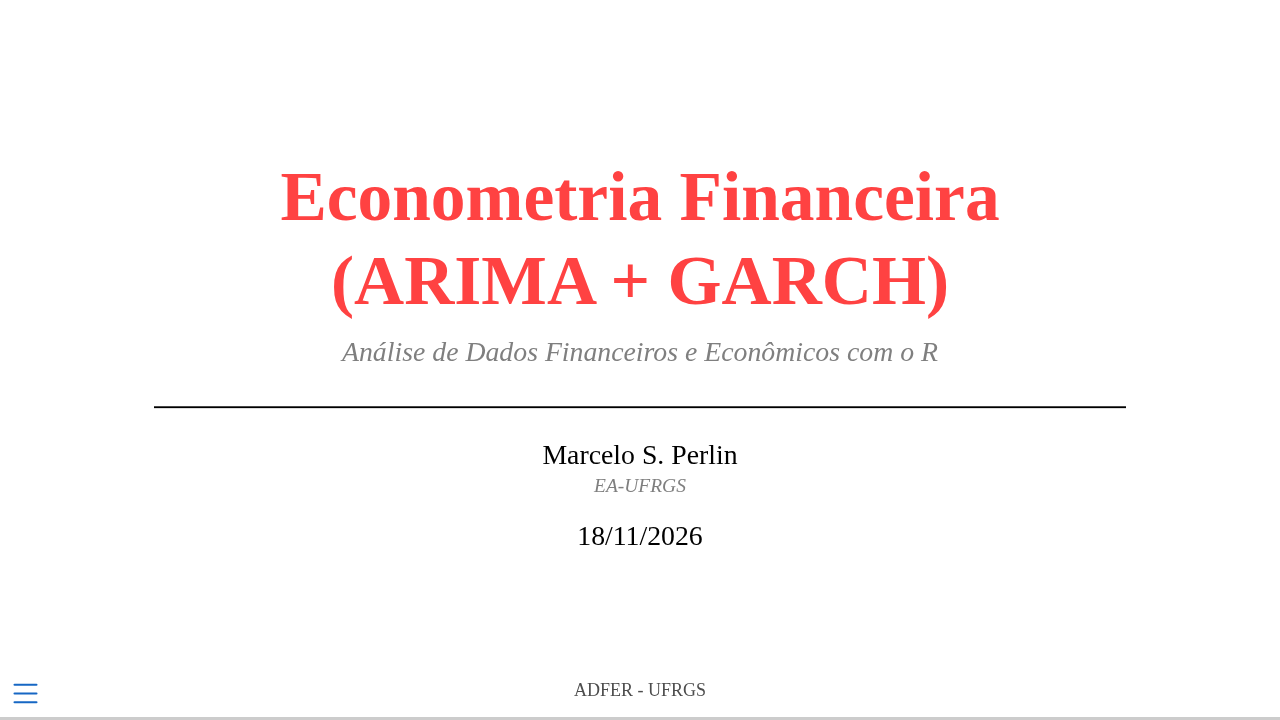 Econometria Financeira
(ARIMA + GARCH)
Análise de Dados Financeiros e Econômicos com o R
Marcelo S. Perlin
EA-UFRGS
18/11/2026
ADFER - UFRGS